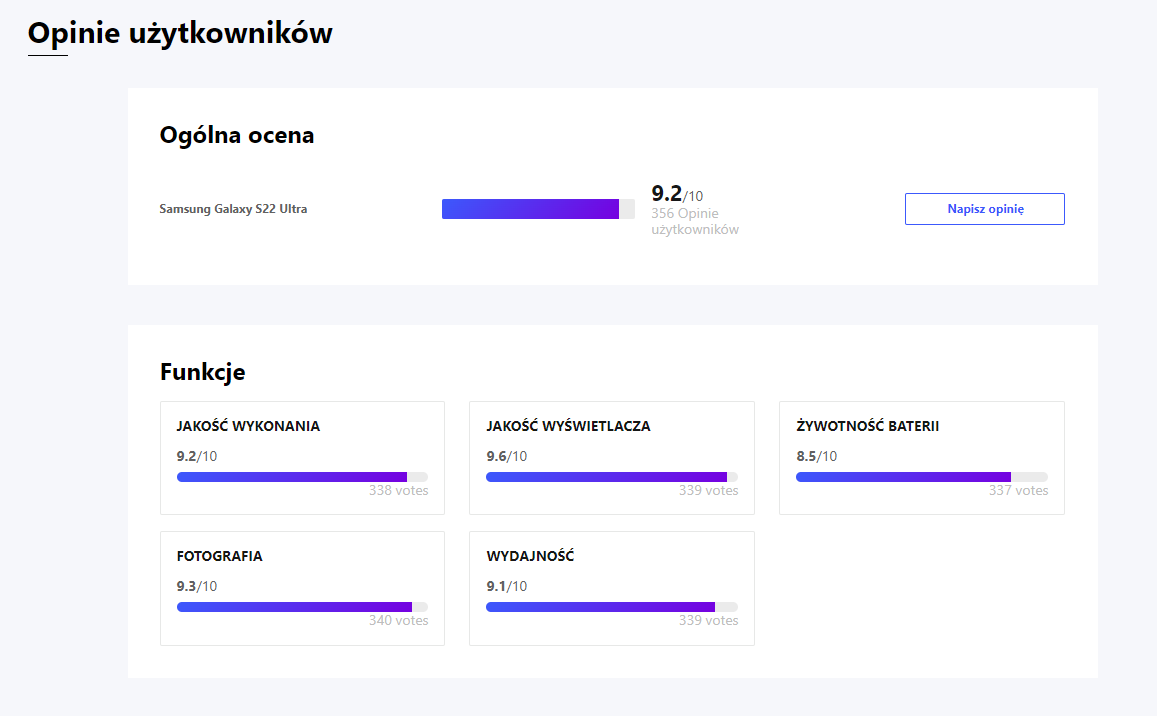 Opinie użytkowników
Ogólna ocena
Samsung Galaxy S22 Ultra
9.2/10
356 Opinie
użytkowników
Napisz opinię
Funkcje
JAKOŚĆ WYKONANIA
9.2/10
338 votes
JAKOŚĆ WYŚWIETLACZA
9.6/10
339 votes
ŻYWOTNOŚĆ BATERII
8.5/10
337 votes
FOTOGRAFIA
9.3/10
340 votes
WYDAJNOŚĆ
9.1/10
339 votes